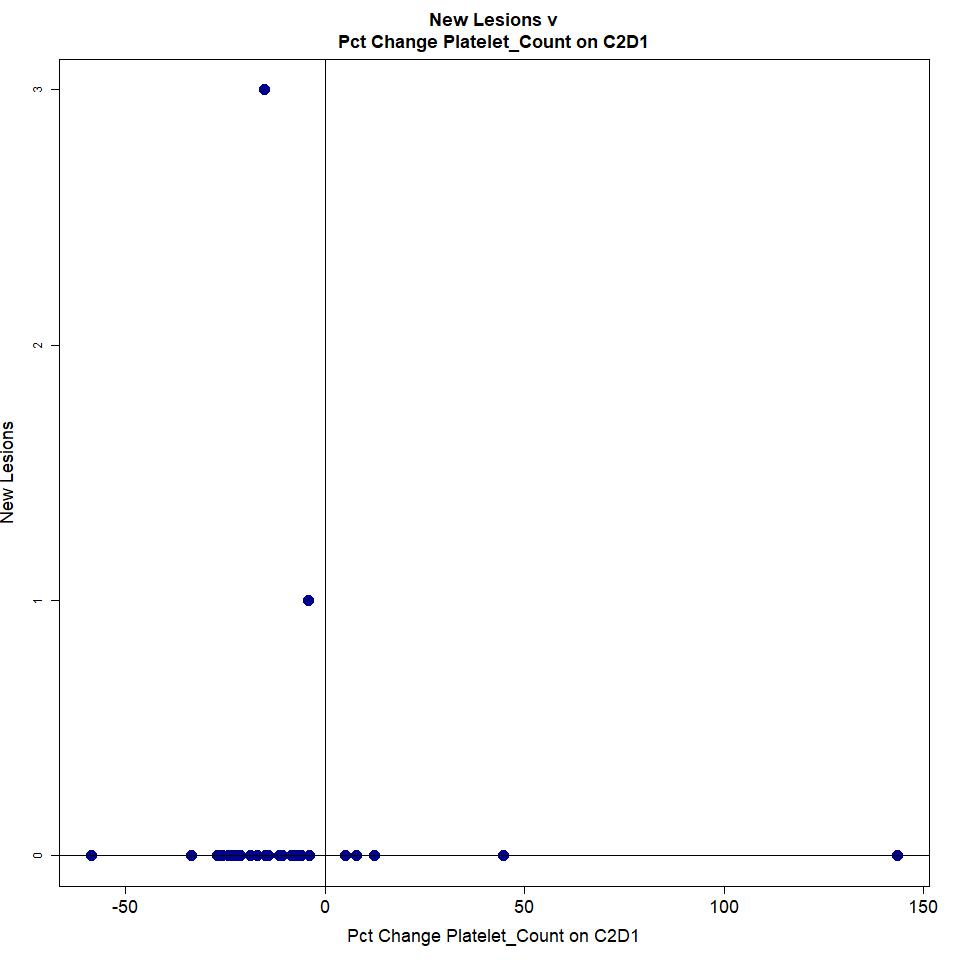 New Lesions v
Pct Change Platelet_Count on C2D1
3
2
1
0
New Lesions
-50 0 50 100 150
Pct Change Platelet_Count on C2D1